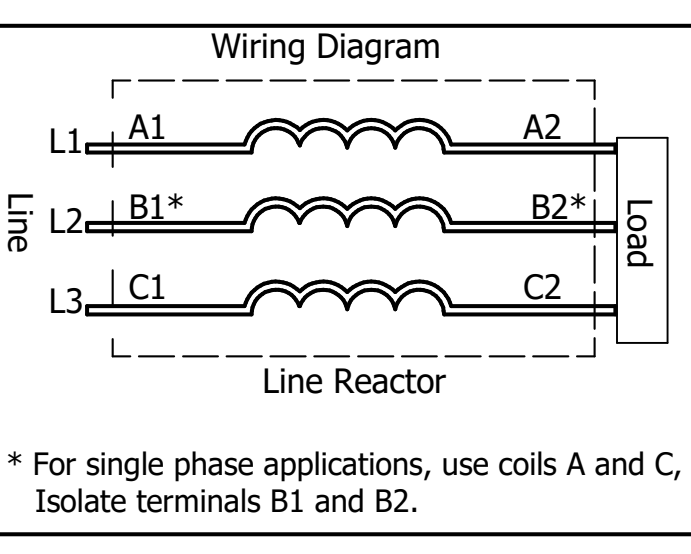 Wiring Diagram
L1 A1 A2
Line L2 B1* B2* Load
L3 C1 C2
Line Reactor
* For single phase applications, use coils A and C,
Isolate terminals B1 and B2.